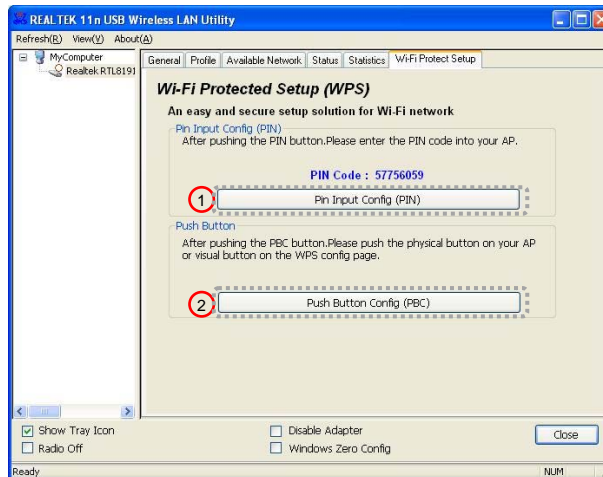 REALTEK 11n USB Wireless LAN Utility
Refresh(R) View(V) About(A)
MyComputer
Realtek RTL8191
General Profile Available Network Status Statistics Wi-Fi Protect Setup
Wi-Fi Protected Setup (WPS)
An easy and secure setup solution for Wi-Fi network
Pin Input Config (PIN)
After pushing the PIN button.Please enter the PIN code into your AP.
PIN Code : 57756059
1 Pin Input Config (PIN)
Push Button
After pushing the PBC button.Please push the physical button on your AP
or visual button on the WPS config page.
2 Push Button Config (PBC)
Show Tray Icon Disable Adapter
Radio Off Windows Zero Config
Close
Ready NUM